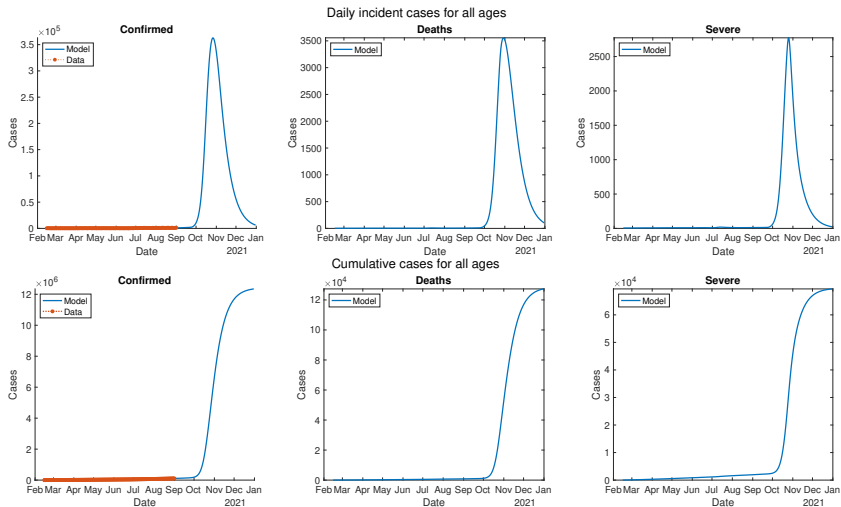 Daily incident cases for all ages
Confirmed
×10^5
Model
Data
3.5
3
2.5
2
1.5
1
0.5
0
Cases
Feb Mar Apr May Jun Jul Aug Sep Oct Nov Dec Jan
Date
2021
Deaths
Model
3500
3000
2500
2000
1500
1000
500
0
Cases
Feb Mar Apr May Jun Jul Aug Sep Oct Nov Dec Jan
Date
2021
Severe
Model
2500
2000
1500
1000
500
0
Cases
Feb Mar Apr May Jun Jul Aug Sep Oct Nov Dec Jan
Date
2021
Cumulative cases for all ages
Confirmed
×10^6
Model
Data
12
10
8
6
4
2
0
Cases
Feb Mar Apr May Jun Jul Aug Sep Oct Nov Dec Jan
Date
2021
Deaths
×10^4
Model
12
10
8
6
4
2
0
Cases
Feb Mar Apr May Jun Jul Aug Sep Oct Nov Dec Jan
Date
2021
Severe
×10^4
Model
6
5
4
3
2
1
0
Cases
Feb Mar Apr May Jun Jul Aug Sep Oct Nov Dec Jan
Date
2021